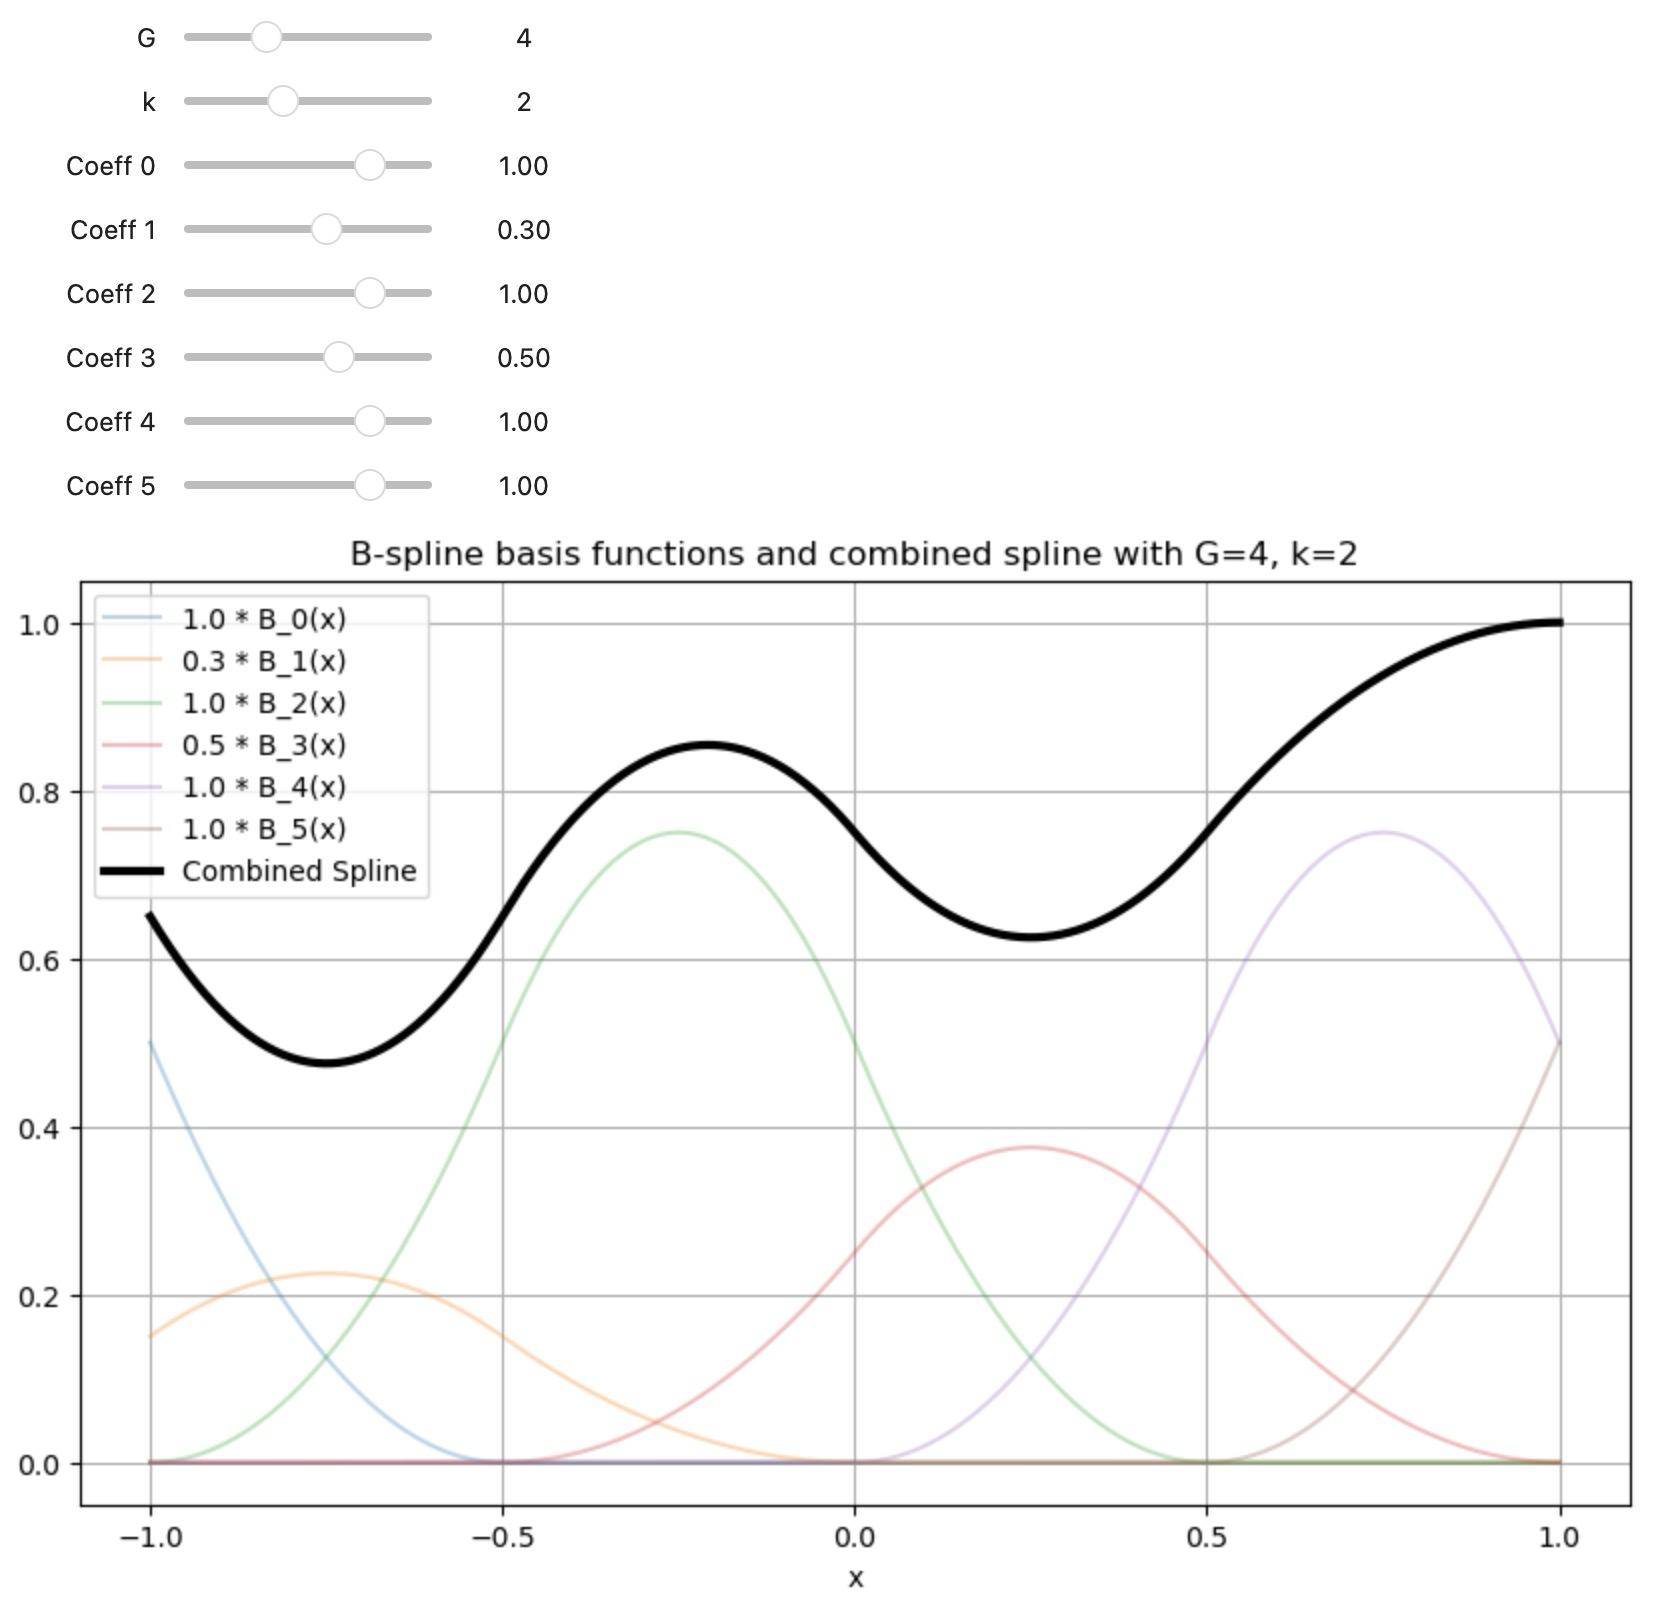 G 4
k 2
Coeff 0 1.00
Coeff 1 0.30
Coeff 2 1.00
Coeff 3 0.50
Coeff 4 1.00
Coeff 5 1.00
B-spline basis functions and combined spline with G=4, k=2
1.0 * B_0(x)
0.3 * B_1(x)
1.0 * B_2(x)
0.5 * B_3(x)
1.0 * B_4(x)
1.0 * B_5(x)
Combined Spline
1.0
0.8
0.6
0.4
0.2
0.0
−1.0 −0.5 0.0 0.5 1.0
x